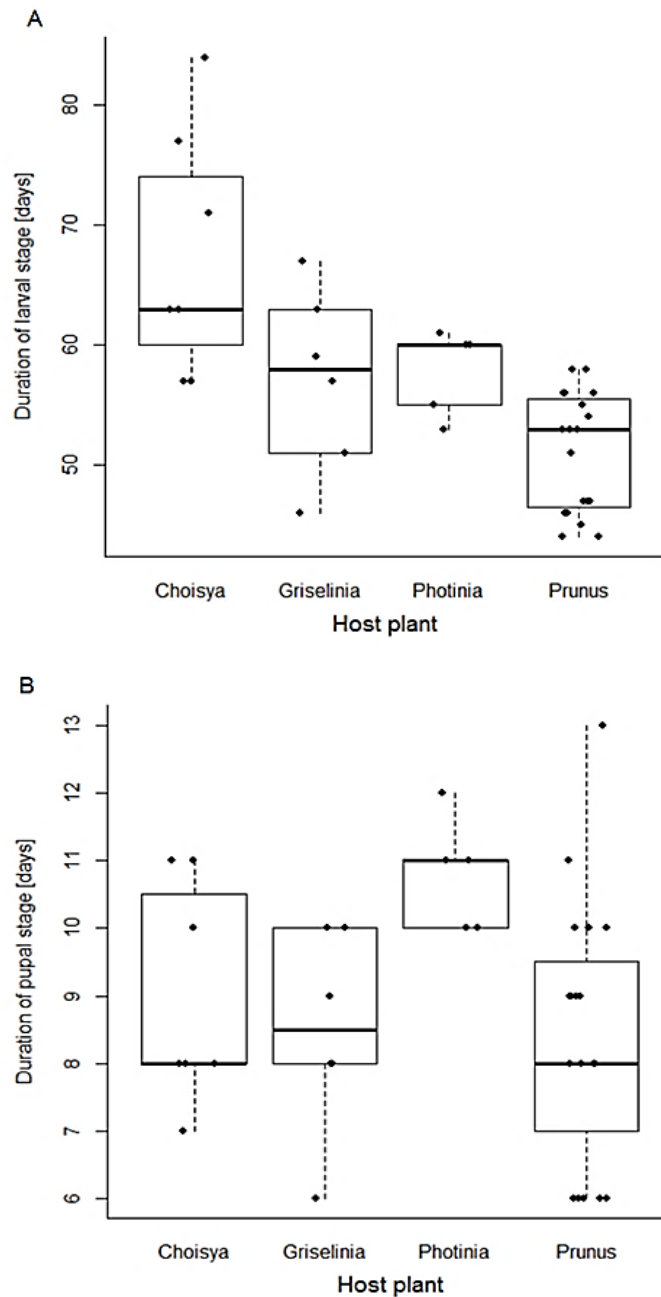 A
Duration of larval stage [days]
80
70
60
50
Choisya Griselinia Photinia Prunus
Host plant
B
Duration of pupal stage [days]
13
12
11
10
9
8
7
6
Choisya Griselinia Photinia Prunus
Host plant